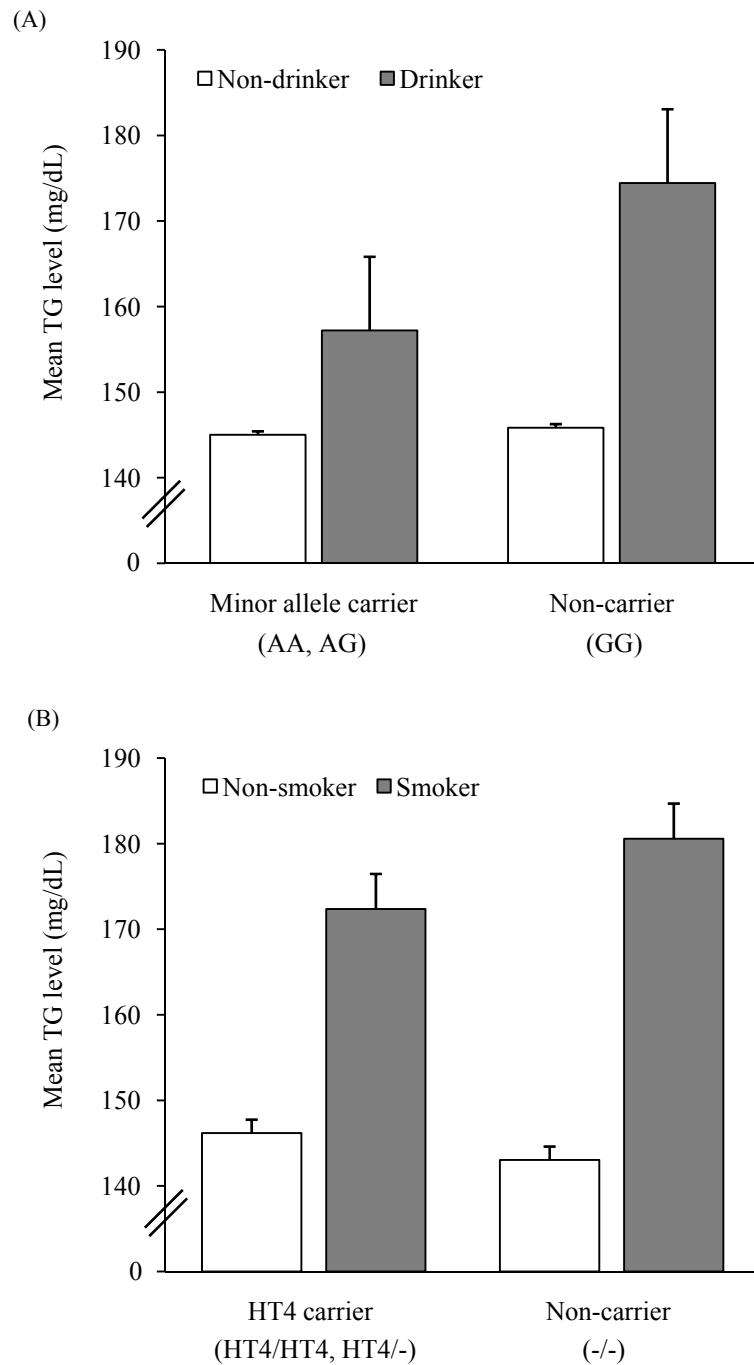 (A)
190
Non-drinker Drinker
180
170
160
150
140
0
Mean TG level (mg/dL)
Minor allele carrier Non-carrier
(AA, AG) (GG)
(B)
190
Non-smoker Smoker
180
170
160
150
140
0
Mean TG level (mg/dL)
HT4 carrier Non-carrier
(HT4/HT4, HT4/-) (-/-)